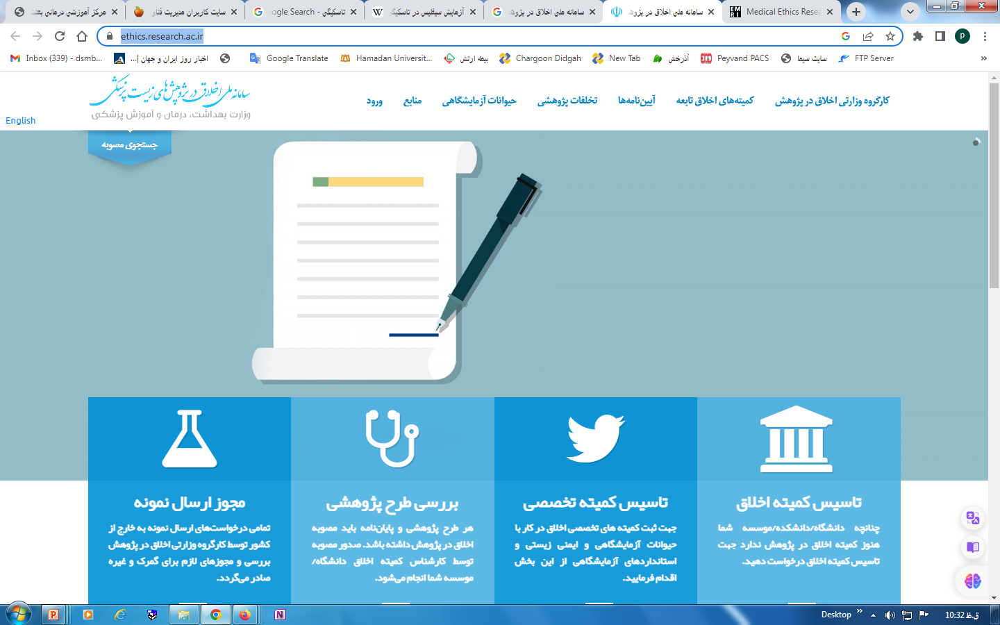 مرکز آموزشی درمانی بعثت
سایت کاربران مدیریت فناور
تاسکیگی - Google Search
آزمایش سیفلیس در تاسکیگی
سامانه ملی اخلاق در پژوهش
سامانه ملی اخلاق در پژوهش
Medical Ethics Resea
ethics.research.ac.ir
p
Inbox (339) - dsmb...
اخبار روز ایران و جهان |...
Google Translate
Hamadan Universit...
بیمه ارتش
Chargoon Didgah
New Tab
آذرخش
Peyvand PACS
سایت سیما
FTP Server
»
سامانه ملی اخلاق در پژوهش‌های زیست پزشکی
وزارت بهداشت، درمان و آموزش پزشکی
English
کارگروه وزارتی اخلاق در پژوهش
کمیته‌های اخلاق تابعه
آیین‌نامه‌ها
تخلفات پژوهشی
حیوانات آزمایشگاهی
منابع
ورود
جستجوی مصوبه
تاسیس کمیته اخلاق
چنانچه دانشگاه/دانشکده/موسسه شما
هنوز کمیته اخلاق در پژوهش ندارد جهت
تاسیس کمیته اخلاق درخواست دهید.
تاسیس کمیته تخصصی
جهت ثبت کمیته های تخصصی اخلاق در کار با
حیوانات آزمایشگاهی و ایمنی زیستی و
استانداردهای آزمایشگاهی از این بخش
اقدام فرمایید.
بررسی طرح پژوهشی
هر طرح پژوهشی و پایان‌نامه باید مصوبه
اخلاق در پژوهش داشته باشد. صدور مصوبه
توسط کارشناس کمیته اخلاق دانشگاه/
موسسه شما انجام می‌شود.
مجوز ارسال نمونه
تمامی درخواست‌های ارسال نمونه به خارج از
کشور توسط کارگروه وزارتی اخلاق در پژوهش
بررسی و مجوزهای لازم برای گمرک و غیره
صادر می‌گردد.
Desktop
»
10:32 ق.ظ